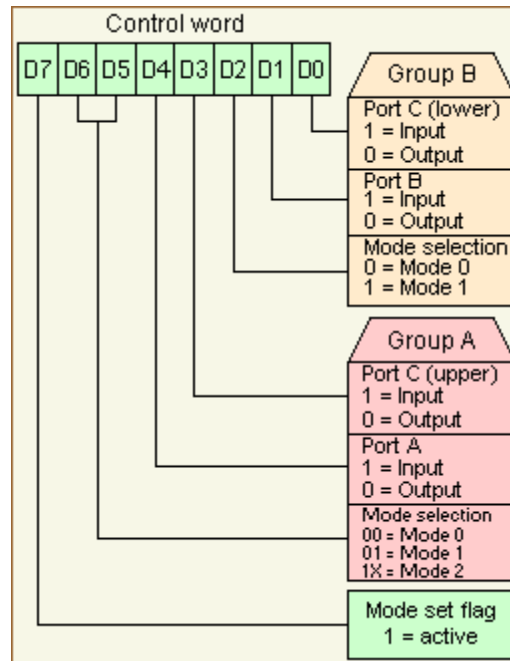 Control word
D7 D6 D5 D4 D3 D2 D1 D0
Group B
Port C (lower)
1 = Input
0 = Output
Port B
1 = Input
0 = Output
Mode selection
0 = Mode 0
1 = Mode 1
Group A
Port C (upper)
1 = Input
0 = Output
Port A
1 = Input
0 = Output
Mode selection
00 = Mode 0
01 = Mode 1
1X = Mode 2
Mode set flag
1 = active